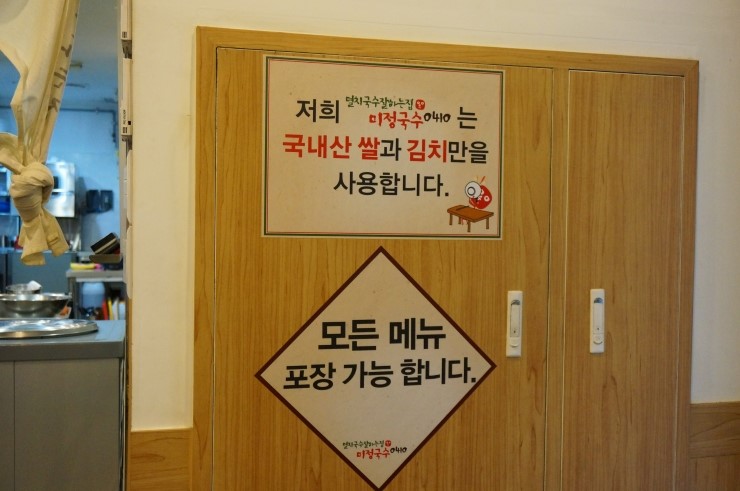 저희 멸치국수잘하는집 미정국수0410 는
국내산 쌀과 김치만을
사용합니다.
모든 메뉴
포장 가능 합니다.
멸치국수잘하는집
미정국수0410